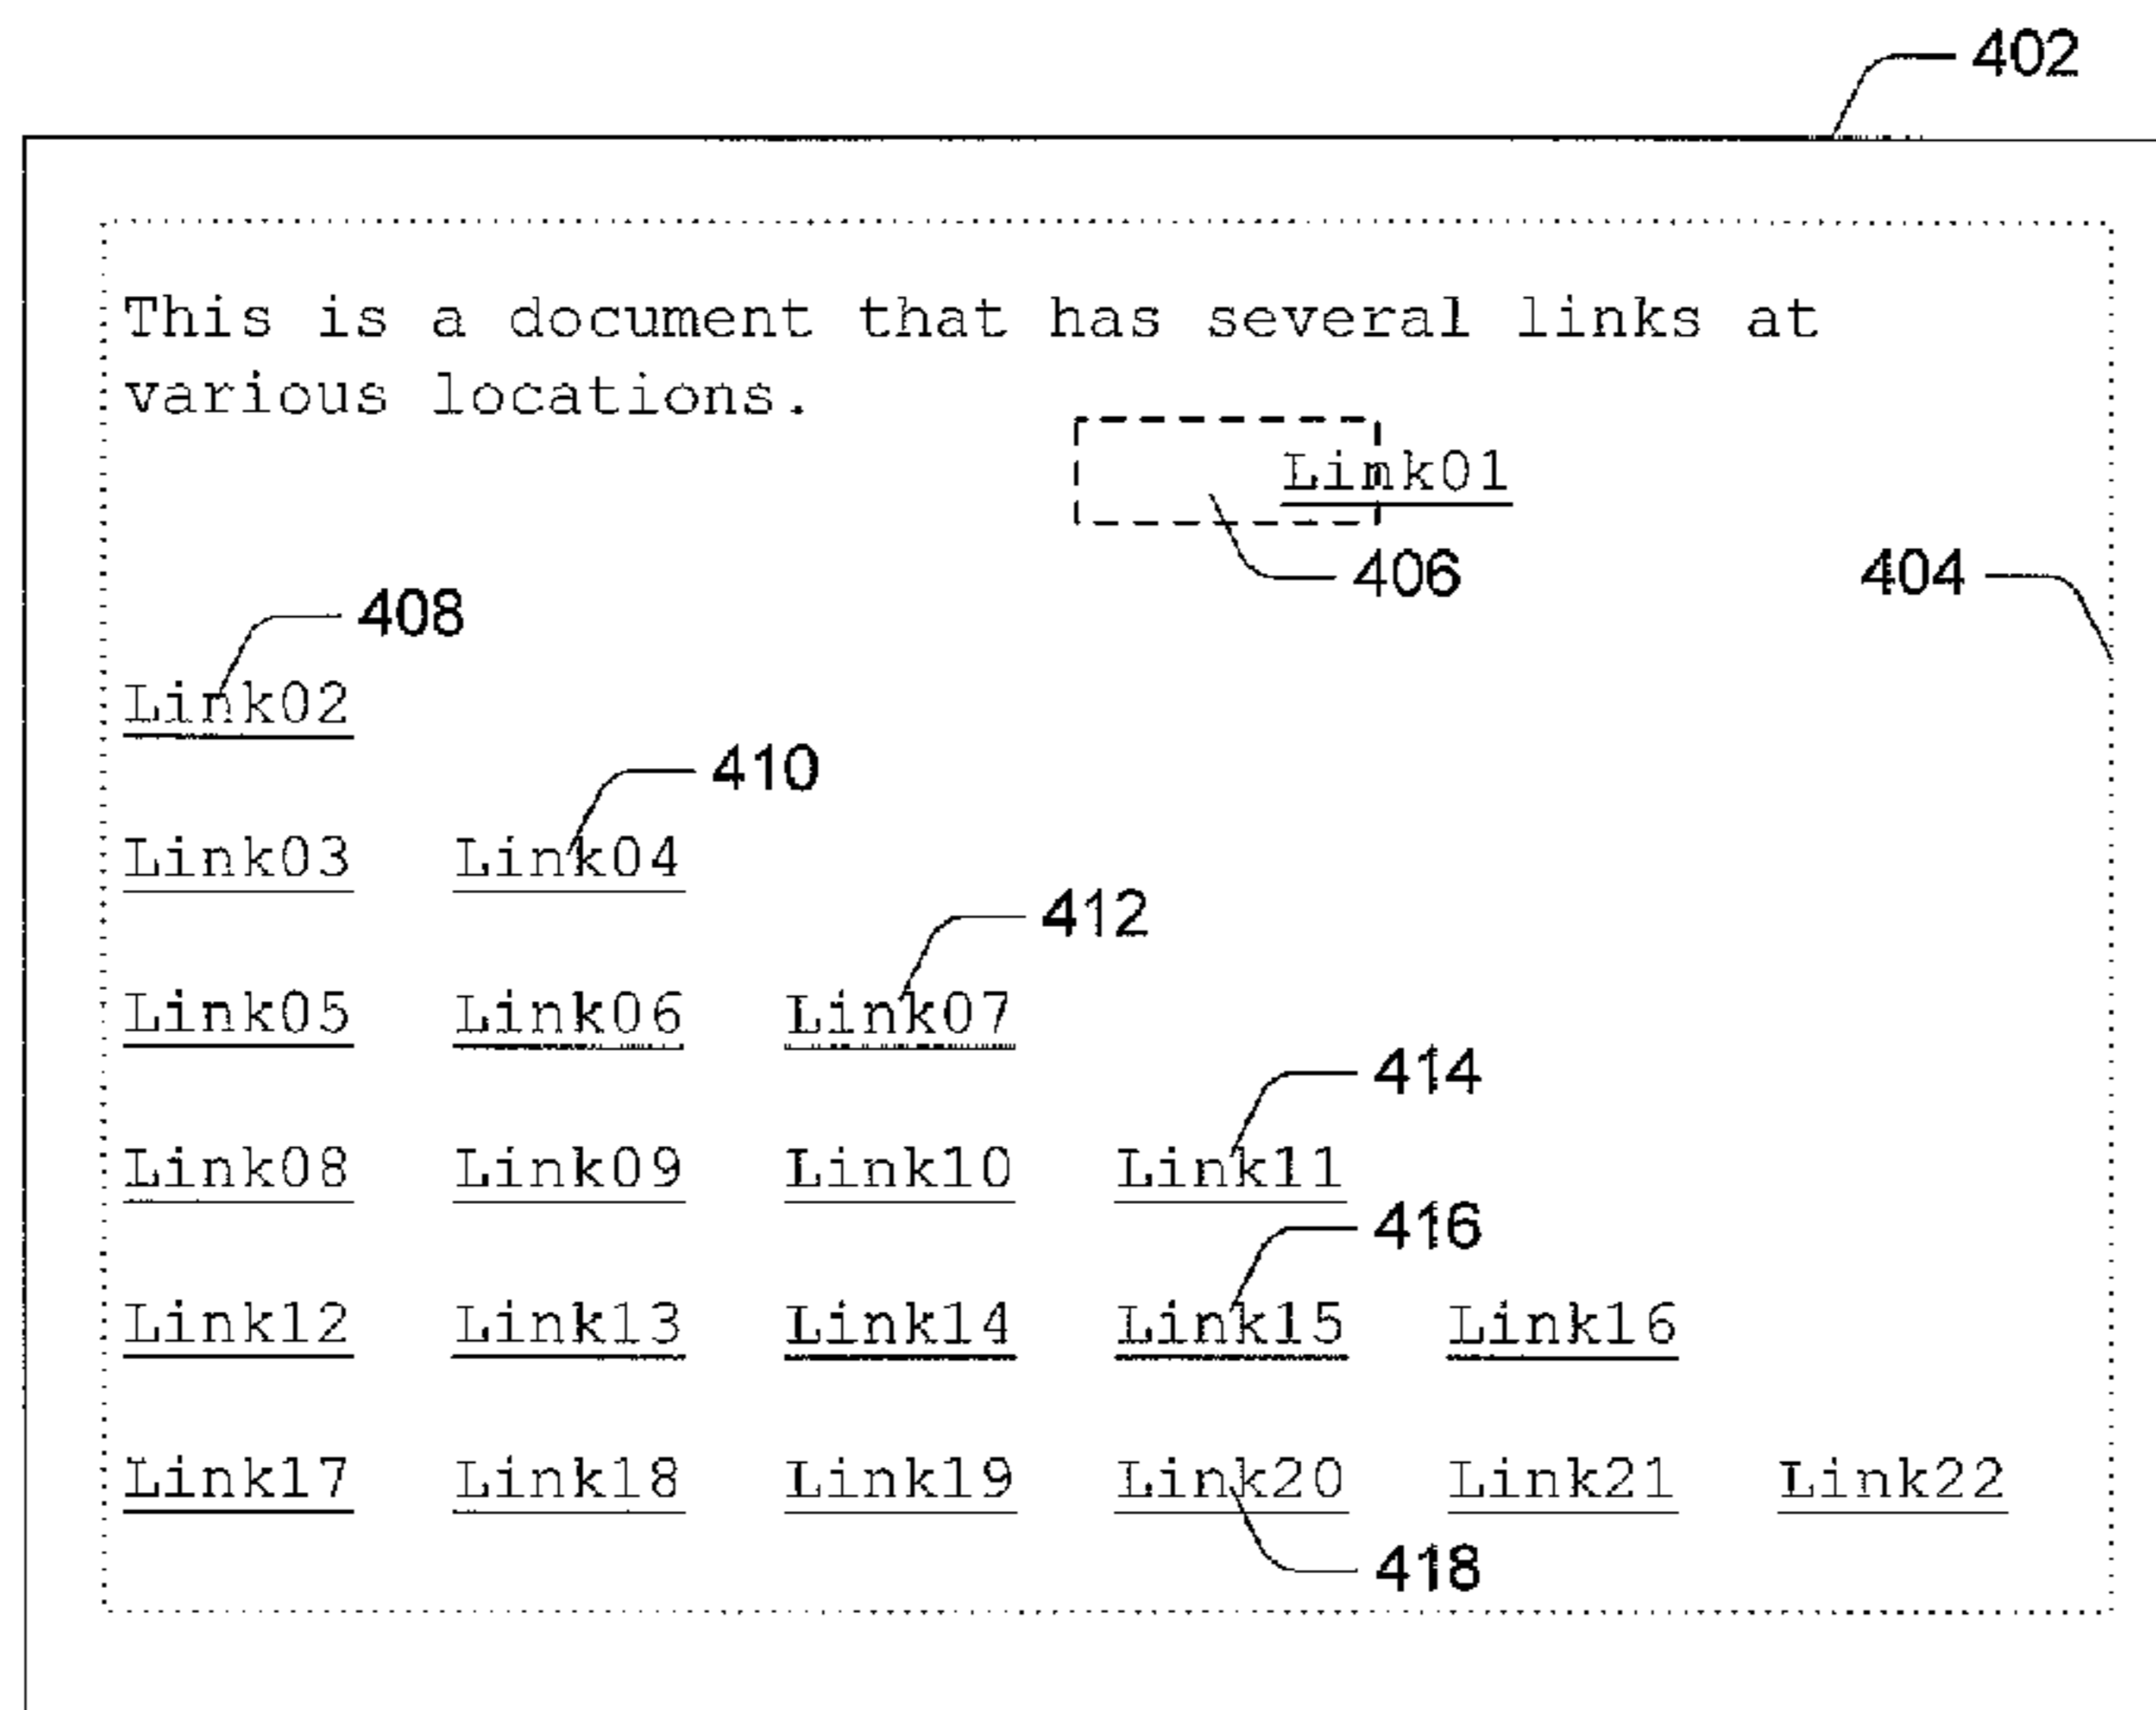 402
This is a document that has several links at
various locations.
Link01
406
404
408
Link02
410
Link03 Link04
412
Link05 Link06 Link07
414
Link08 Link09 Link10 Link11
416
Link12 Link13 Link14 Link15 Link16
Link17 Link18 Link19 Link20 Link21 Link22
418